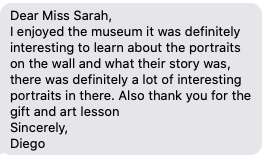 Dear Miss Sarah,
I enjoyed the museum it was definitely
interesting to learn about the portraits
on the wall and what their story was,
there was definitely a lot of interesting
portraits in there. Also thank you for the
gift and art lesson
Sincerely,
Diego